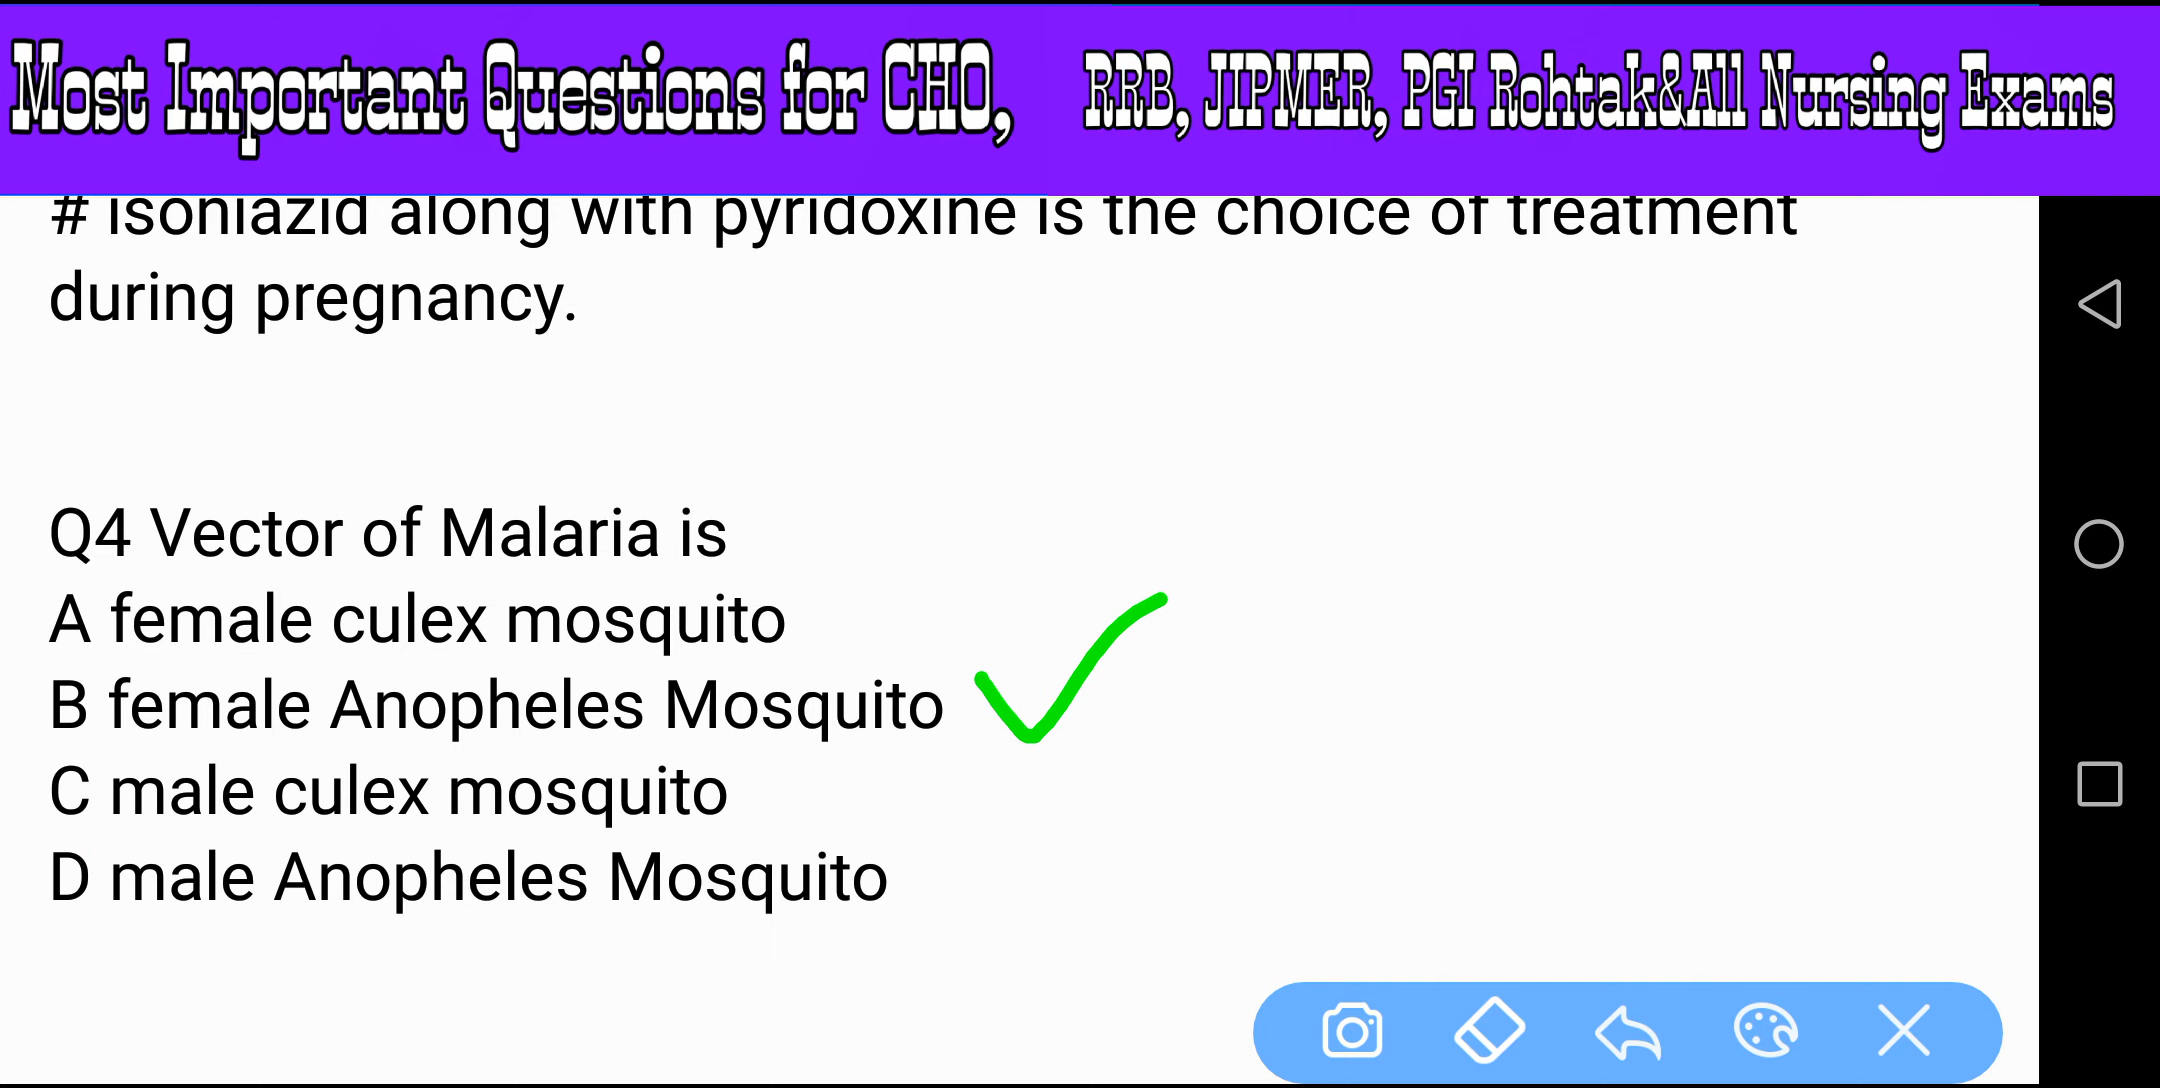 Most Important Questions for CHO, RRB, JIPMER, PGI Rohtak&All Nursing Exams
# isoniazid along with pyridoxine is the choice of treatment
during pregnancy.
Q4 Vector of Malaria is
A female culex mosquito
B female Anopheles Mosquito
C male culex mosquito
D male Anopheles Mosquito